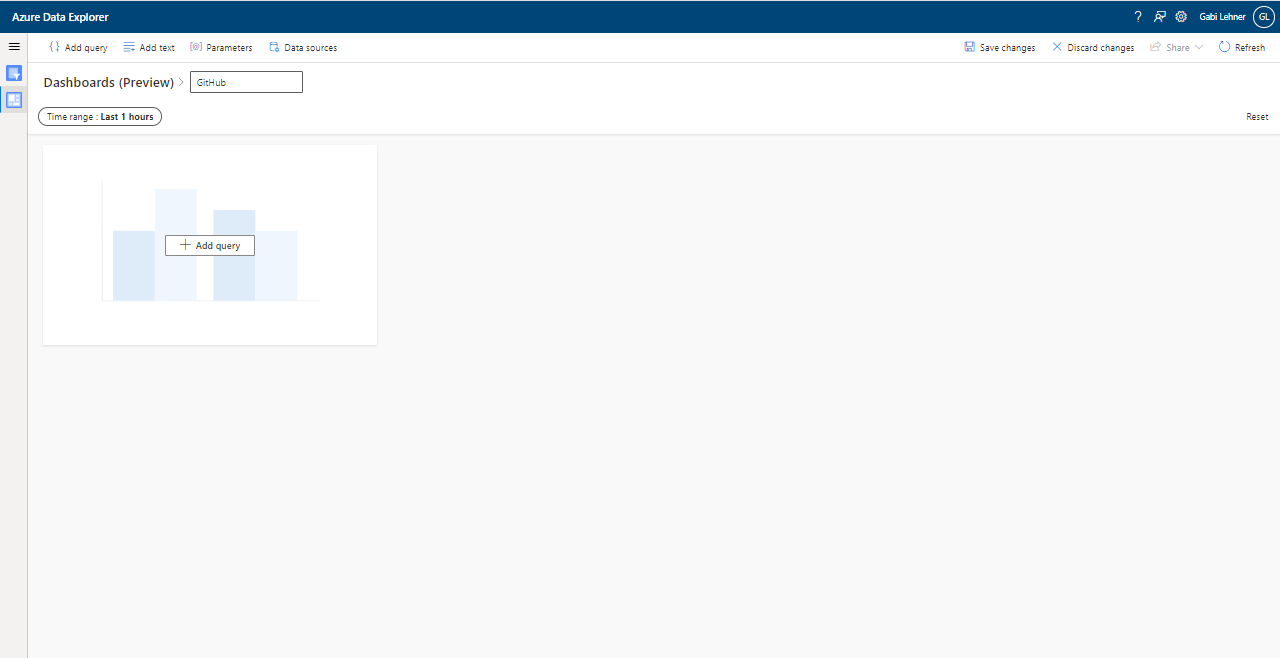 Azure Data Explorer
? Gabi Lehner GL
{} Add query Add text [@] Parameters Data sources Save changes Discard changes Share Refresh
Dashboards (Preview) > GitHub
Time range : Last 1 hours Reset
+ Add query